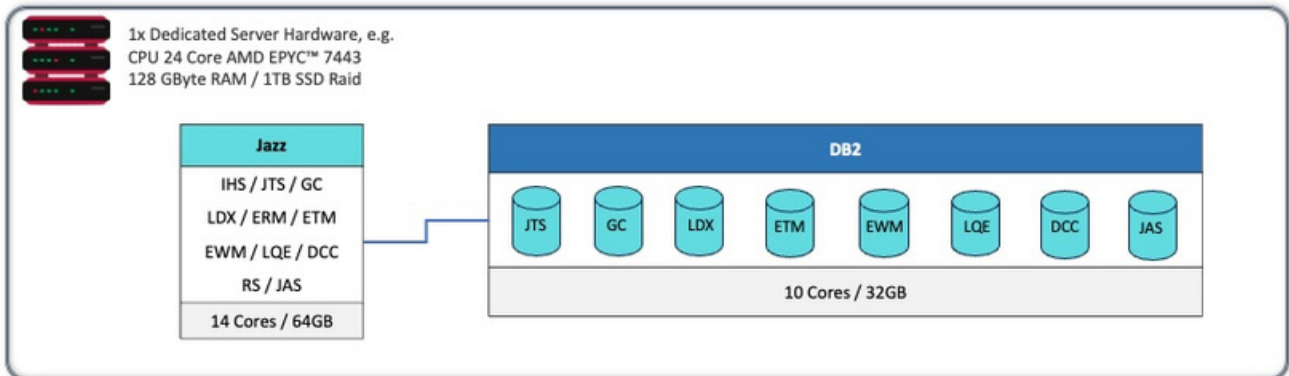 1x Dedicated Server Hardware, e.g.
CPU 24 Core AMD EPYC™ 7443
128 GByte RAM / 1TB SSD Raid
Jazz
IHS / JTS / GC
LDX / ERM / ETM
EWM / LQE / DCC
RS / JAS
14 Cores / 64GB
DB2
JTS GC LDX ETM EWM LQE DCC JAS
10 Cores / 32GB